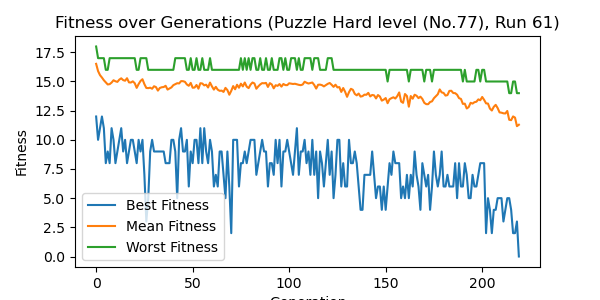 Fitness over Generations (Puzzle Hard level (No.77), Run 61)
17.5
15.0
12.5
10.0
7.5
5.0
2.5
0.0
Fitness
Best Fitness
Mean Fitness
Worst Fitness
0
50
100
150
200
Generation